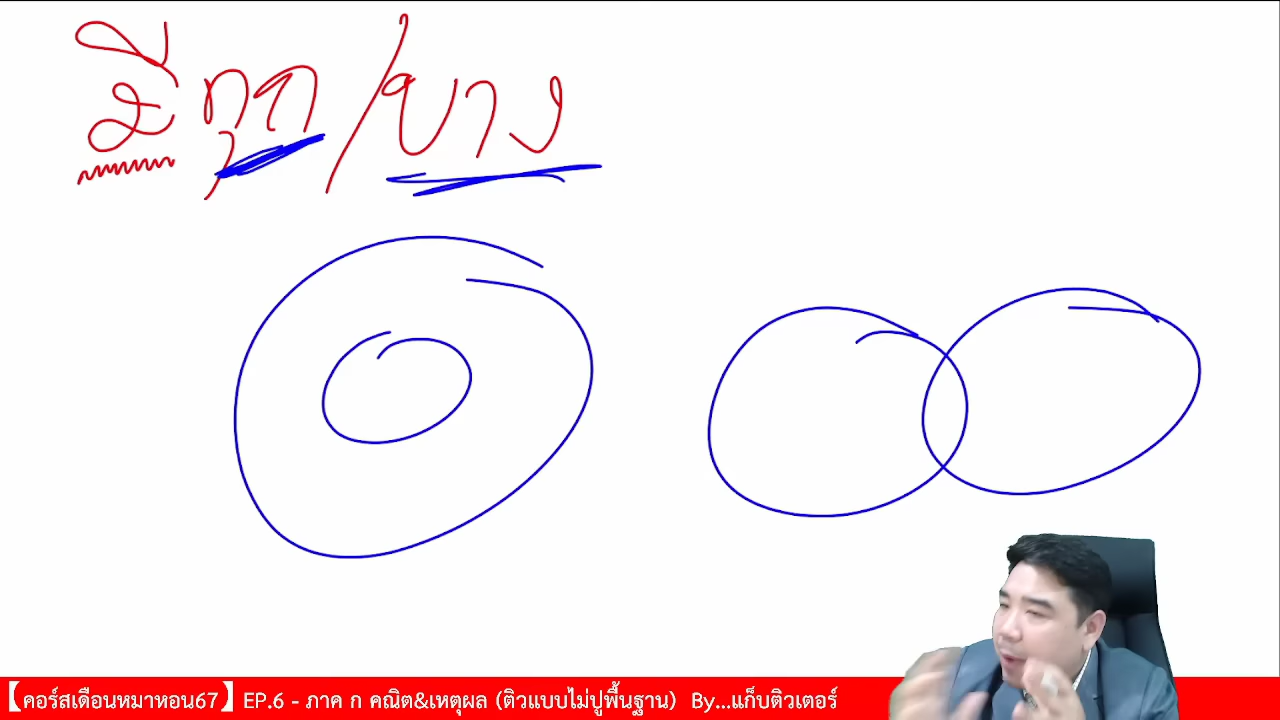 มี ทุก / บาง
【คอร์สเดือนหมาหอน67】 EP.6 - ภาค ก คณิต&เหตุผล (ติวแบบไม่ปูพื้นฐาน) By...แก็บติวเตอร์